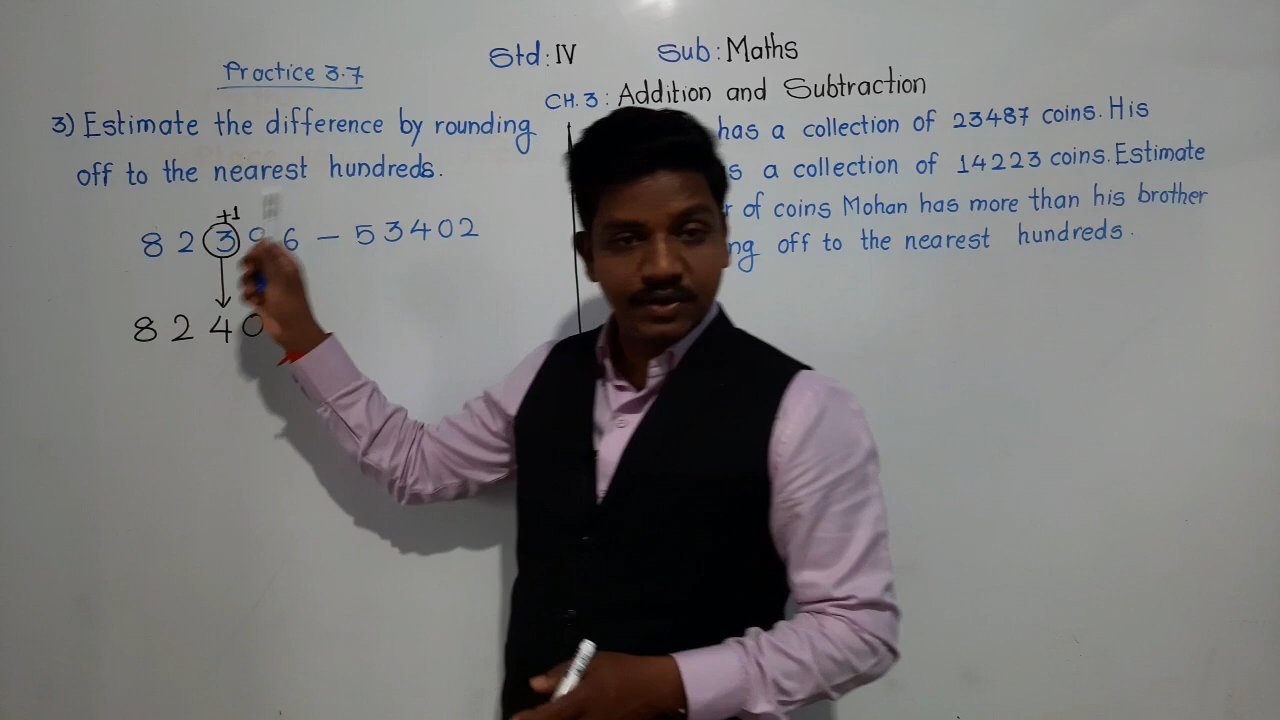 Std: IV Sub: Maths
Practice 3.7
CH. 3: Addition and Subtraction
3) Estimate the difference by rounding
off to the nearest hundreds.
+1
8 2 3 9 6 – 5 3 4 0 2
8 2 4 0
has a collection of 23487 coins. His
a collection of 14223 coins. Estimate
of coins Mohan has more than his brother
off to the nearest hundreds.